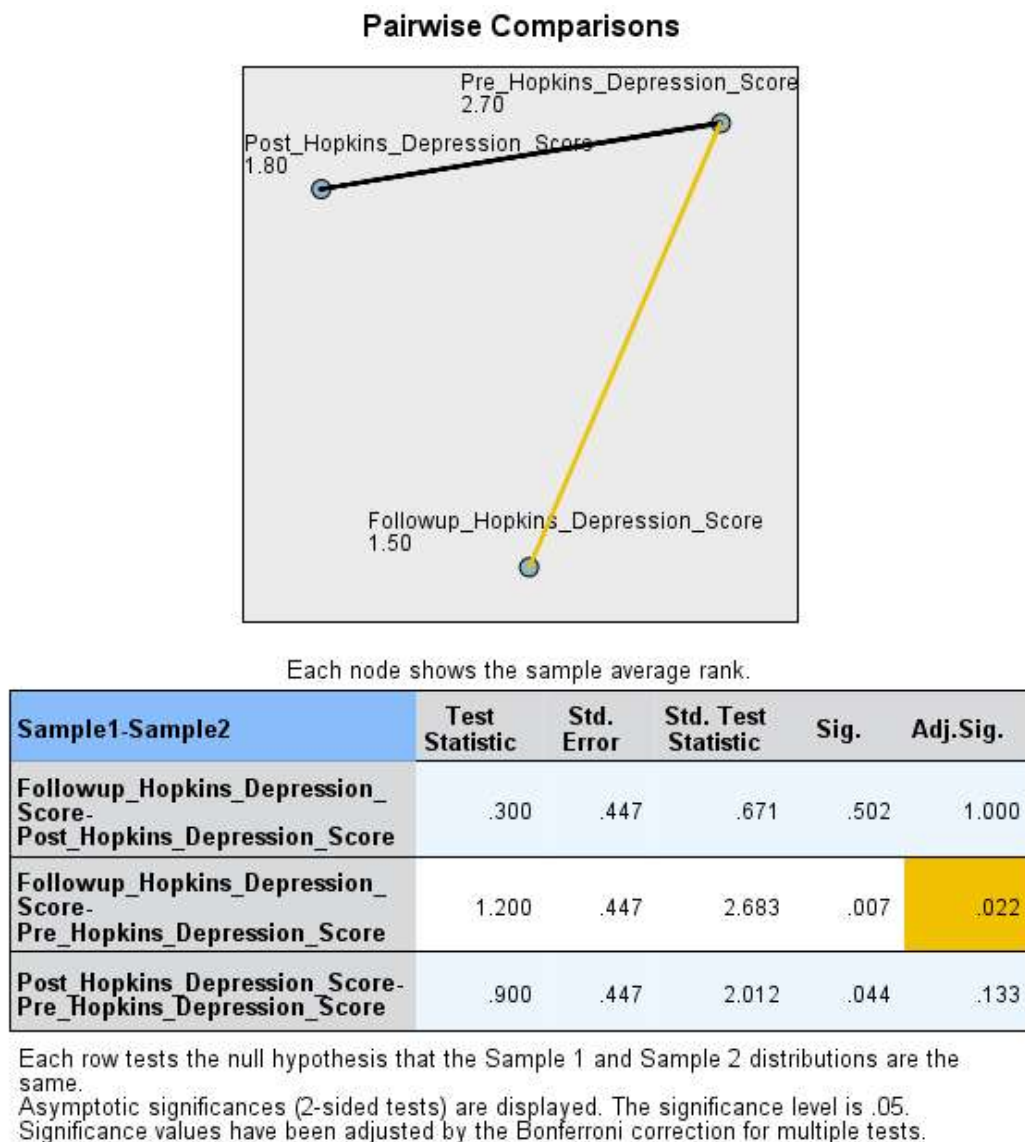 Pairwise Comparisons
Pre_Hopkins_Depression_Score
2.70
Post_Hopkins_Depression_Score
1.80
Followup_Hopkins_Depression_Score
1.50
Each node shows the sample average rank.
Sample1-Sample2 Test Statistic Std. Error Std. Test Statistic Sig. Adj.Sig.
Followup_Hopkins_Depression_
Score-
Post_Hopkins_Depression_Score .300 .447 .671 .502 1.000
Followup_Hopkins_Depression_
Score-
Pre_Hopkins_Depression_Score 1.200 .447 2.683 .007 .022
Post_Hopkins_Depression_Score-
Pre_Hopkins_Depression_Score .900 .447 2.012 .044 .133
Each row tests the null hypothesis that the Sample 1 and Sample 2 distributions are the
same.
Asymptotic significances (2-sided tests) are displayed. The significance level is .05.
Significance values have been adjusted by the Bonferroni correction for multiple tests.